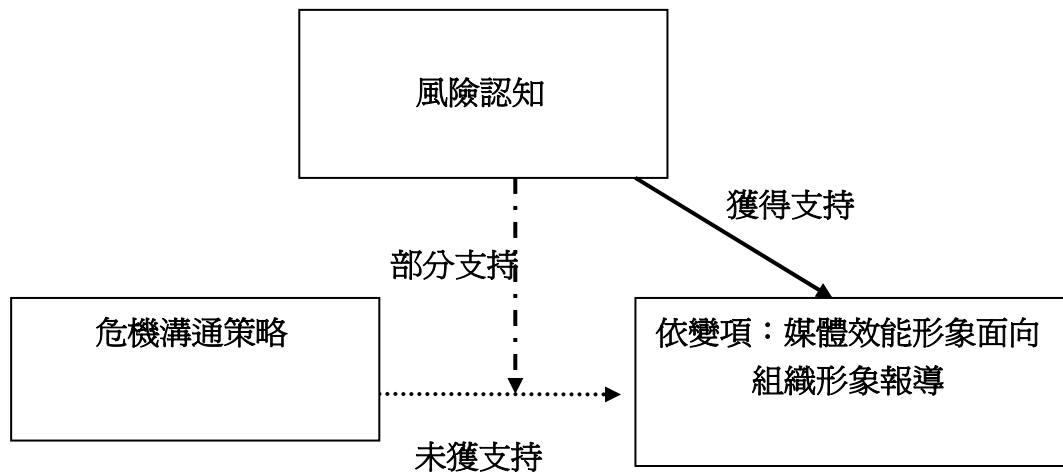 風險認知
獲得支持
部分支持
危機溝通策略
依變項：媒體效能形象面向
組織形象報導
未獲支持